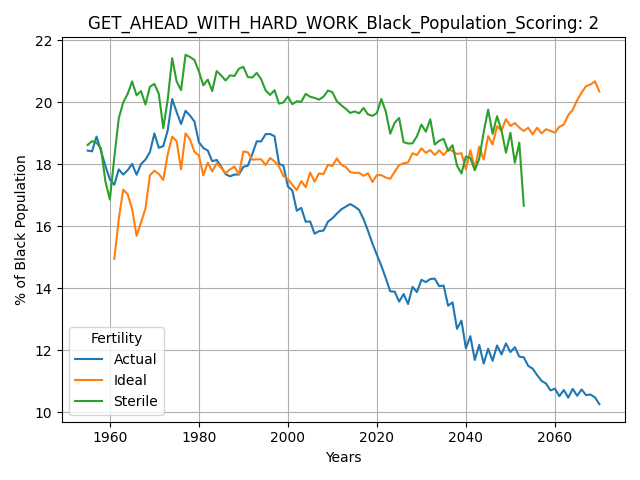 GET_AHEAD_WITH_HARD_WORK_Black_Population_Scoring: 2
22
20
18
16
14
12
10
% of Black Population
Fertility
Actual
Ideal
Sterile
1960 1980 2000 2020 2040 2060
Years